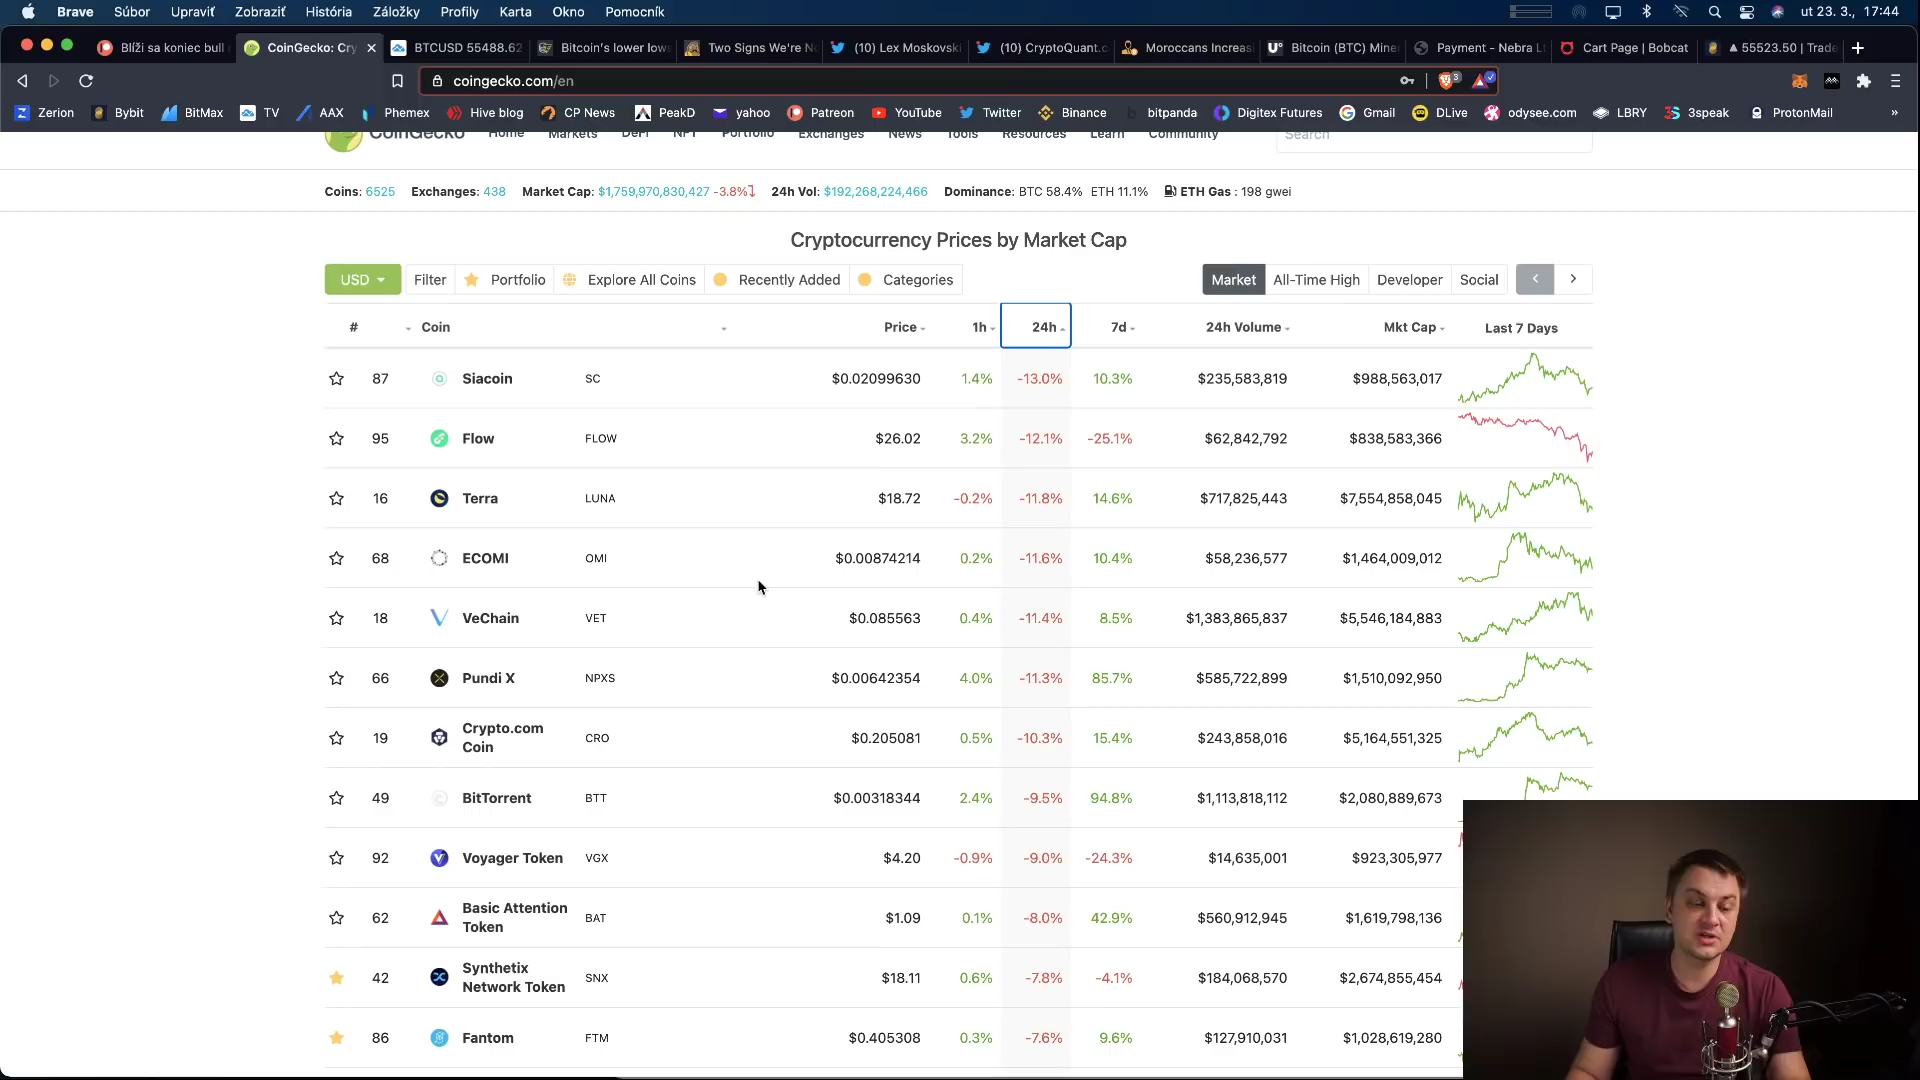 Brave Súbor Upraviť Zobraziť História Záložky Profily Karta Okno Pomocník ut 23. 3., 17:44
Blíži sa koniec bull CoinGecko: Cry BTCUSD 55488.62 Bitcoin's lower low Two Signs We're N (10) Lex Moskovski (10) CryptoQuant.c Moroccans Increas Bitcoin (BTC) Mine Payment - Nebra Lt Cart Page | Bobcat ▲ 55523.50 | Trade
coingecko.com/en 3
Zerion Bybit BitMax TV AAX Phemex Hive blog CP News PeakD yahoo Patreon YouTube Twitter Binance bitpanda Digitex Futures Gmail DLive odysee.com LBRY 3speak ProtonMail »
CoinGecko Home Markets DeFi NFT Portfolio Exchanges News Tools Resources Learn Community Search
Coins: 6525 Exchanges: 438 Market Cap: $1,759,970,830,427 -3.8% 24h Vol: $192,268,224,466 Dominance: BTC 58.4% ETH 11.1% ETH Gas : 198 gwei
Cryptocurrency Prices by Market Cap
USD Filter Portfolio Explore All Coins Recently Added Categories Market All-Time High Developer Social
# Coin Price 1h 24h 7d 24h Volume Mkt Cap Last 7 Days
87 Siacoin SC $0.02099630 1.4% -13.0% 10.3% $235,583,819 $988,563,017
95 Flow FLOW $26.02 3.2% -12.1% -25.1% $62,842,792 $838,583,366
16 Terra LUNA $18.72 -0.2% -11.8% 14.6% $717,825,443 $7,554,858,045
68 ECOMI OMI $0.00874214 0.2% -11.6% 10.4% $58,236,577 $1,464,009,012
18 VeChain VET $0.085563 0.4% -11.4% 8.5% $1,383,865,837 $5,546,184,883
66 Pundi X NPXS $0.00642354 4.0% -11.3% 85.7% $585,722,899 $1,510,092,950
19 Crypto.com Coin CRO $0.205081 0.5% -10.3% 15.4% $243,858,016 $5,164,551,325
49 BitTorrent BTT $0.00318344 2.4% -9.5% 94.8% $1,113,818,112 $2,080,889,673
92 Voyager Token VGX $4.20 -0.9% -9.0% -24.3% $14,635,001 $923,305,977
62 Basic Attention Token BAT $1.09 0.1% -8.0% 42.9% $560,912,945 $1,619,798,136
42 Synthetix Network Token SNX $18.11 0.6% -7.8% -4.1% $184,068,570 $2,674,855,454
86 Fantom FTM $0.405308 0.3% -7.6% 9.6% $127,910,031 $1,028,619,280